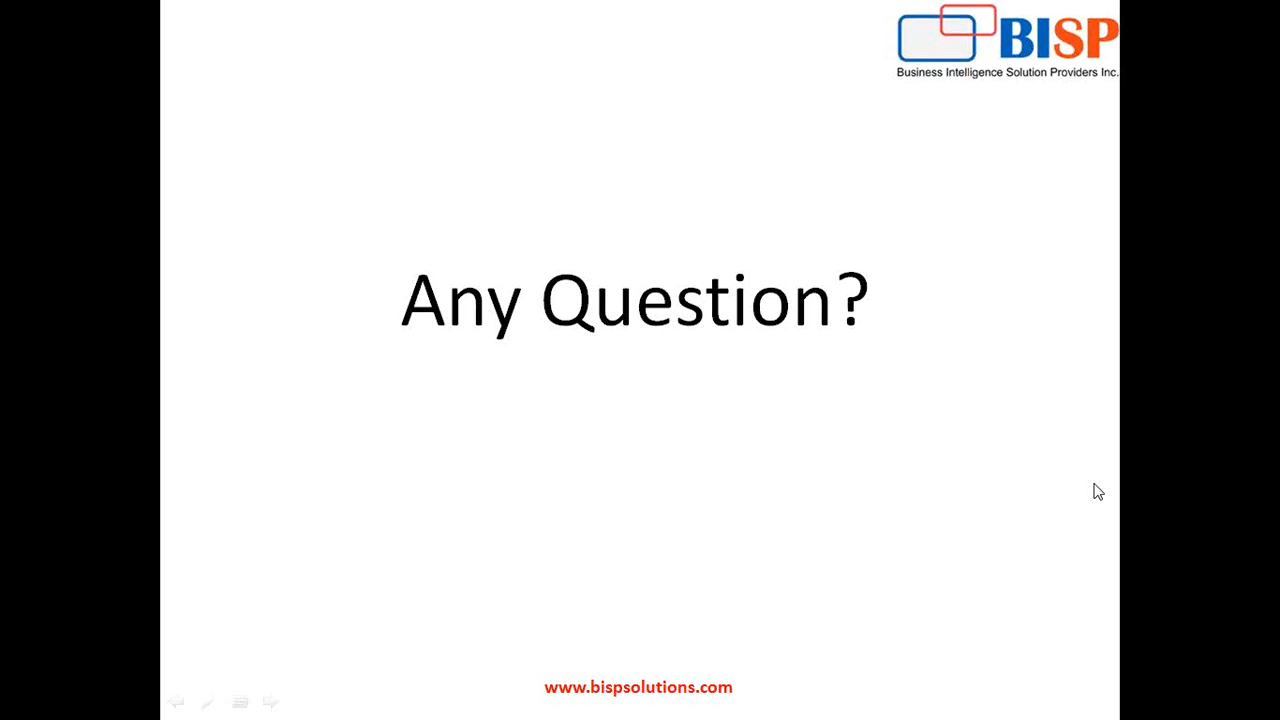 BISP
Business Intelligence Solution Providers Inc.
Any Question?
www.bispsolutions.com